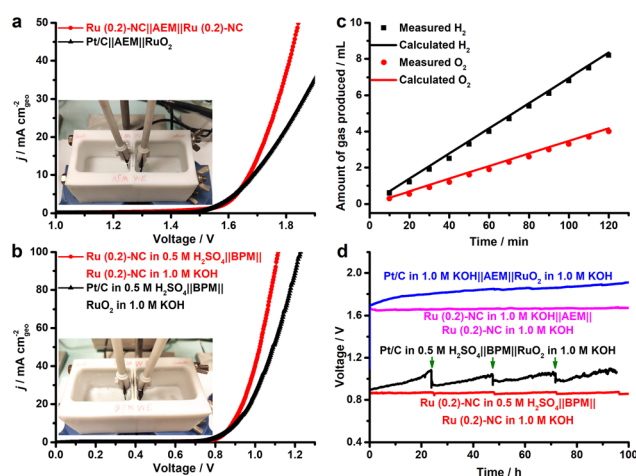 a
Ru (0.2)-NC||AEM||Ru (0.2)-NC
Pt/C||AEM||RuO2
j / mA cm-2geo
50
40
30
20
10
0
1.0 1.2 1.4 1.6 1.8
Voltage / V
b
Ru (0.2)-NC in 0.5 M H2SO4||BPM||
Ru (0.2)-NC in 1.0 M KOH
Pt/C in 0.5 M H2SO4||BPM||
RuO2 in 1.0 M KOH
j / mA cm-2geo
100
80
60
40
20
0
0.0 0.2 0.4 0.6 0.8 1.0 1.2
Voltage / V
c
Measured H2
Calculated H2
Measured O2
Calculated O2
Amount of gas produced / mL
10
8
6
4
2
0
0 20 40 60 80 100 120
Time / min
d
Pt/C in 1.0 M KOH||AEM||RuO2 in 1.0 M KOH
Ru (0.2)-NC in 1.0 M KOH||AEM||
Ru (0.2)-NC in 1.0 M KOH
Pt/C in 0.5 M H2SO4||BPM||RuO2 in 1.0 M KOH
Ru (0.2)-NC in 0.5 M H2SO4||BPM||
Ru (0.2)-NC in 1.0 M KOH
Voltage / V
2.0
1.6
1.2
0.8
0.4
0 20 40 60 80 100
Time / h